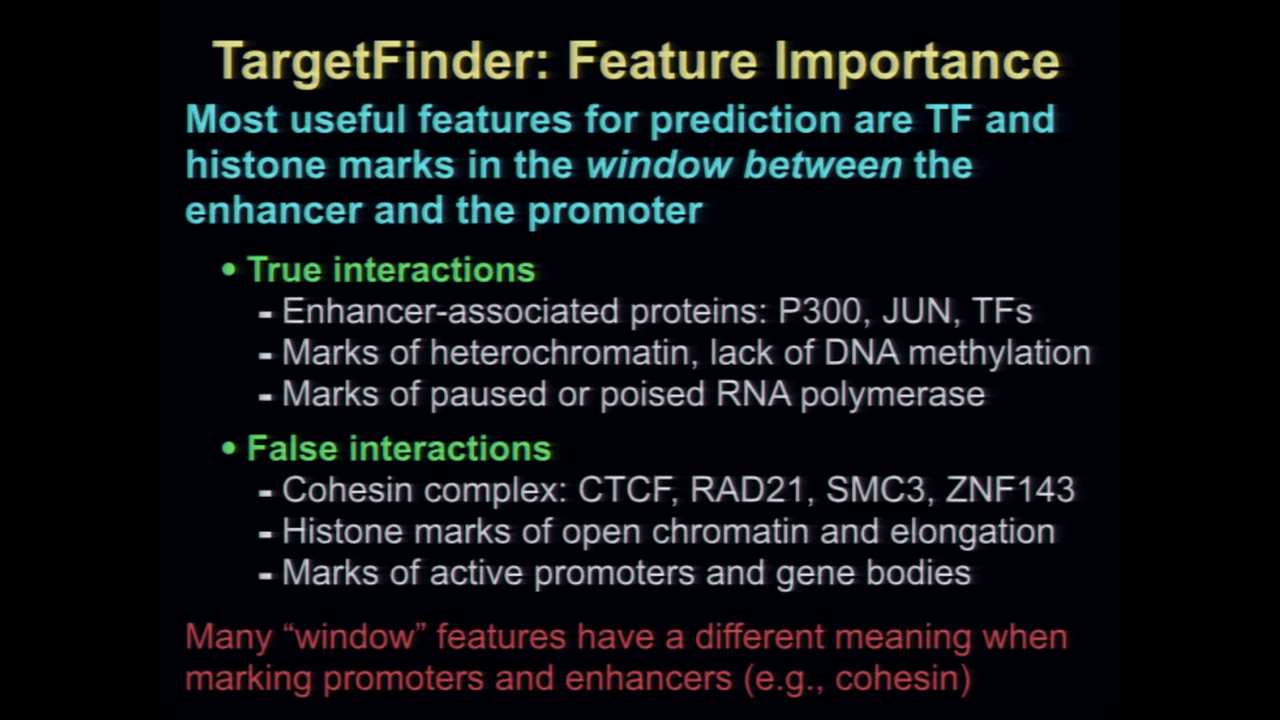 TargetFinder: Feature Importance
Most useful features for prediction are TF and
histone marks in the window between the
enhancer and the promoter
• True interactions
- Enhancer-associated proteins: P300, JUN, TFs
- Marks of heterochromatin, lack of DNA methylation
- Marks of paused or poised RNA polymerase
• False interactions
- Cohesin complex: CTCF, RAD21, SMC3, ZNF143
- Histone marks of open chromatin and elongation
- Marks of active promoters and gene bodies
Many “window” features have a different meaning when
marking promoters and enhancers (e.g., cohesin)